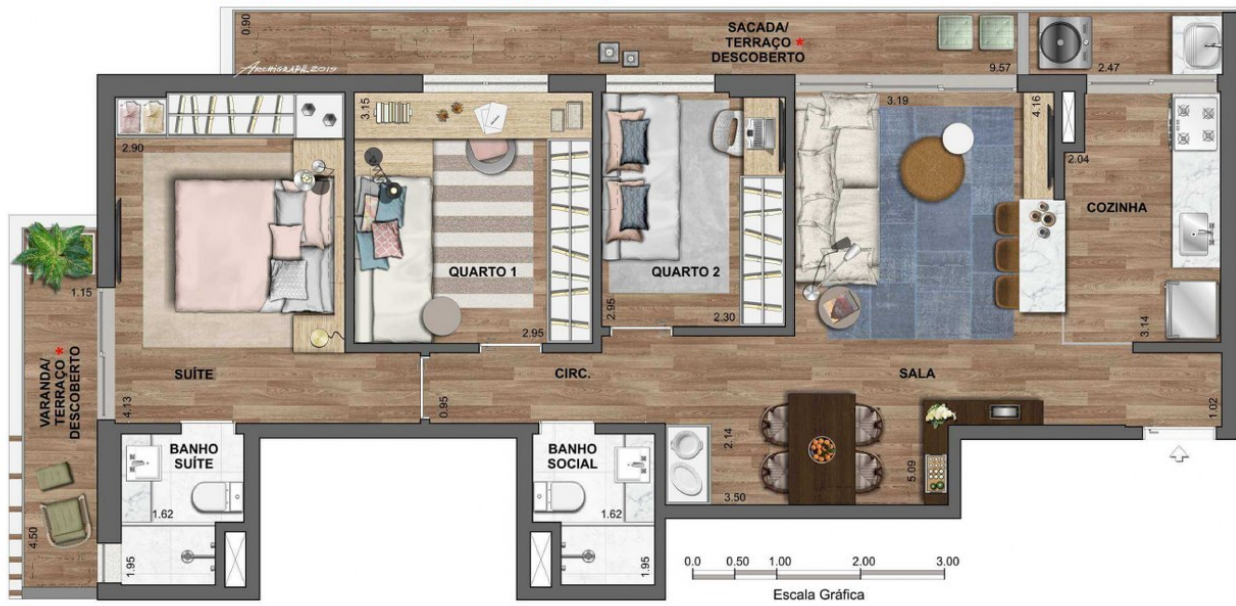 0.90
SACADA/
TERRAÇO *
DESCOBERTO
9.57
2.47
ARCHIGRAPH 2019
3.15
3.19
4.16
2.90
2.04
COZINHA
QUARTO 1
QUARTO 2
1.15
2.95
2.95
2.30
3.14
VARANDA/
TERRAÇO *
DESCOBERTO
SUÍTE
CIRC.
SALA
4.13
0.95
1.02
BANHO
SUÍTE
BANHO
SOCIAL
2.14
5.09
3.50
1.62
1.62
4.50
1.95
1.95
0.0 0.50 1.00 2.00 3.00
Escala Gráfica